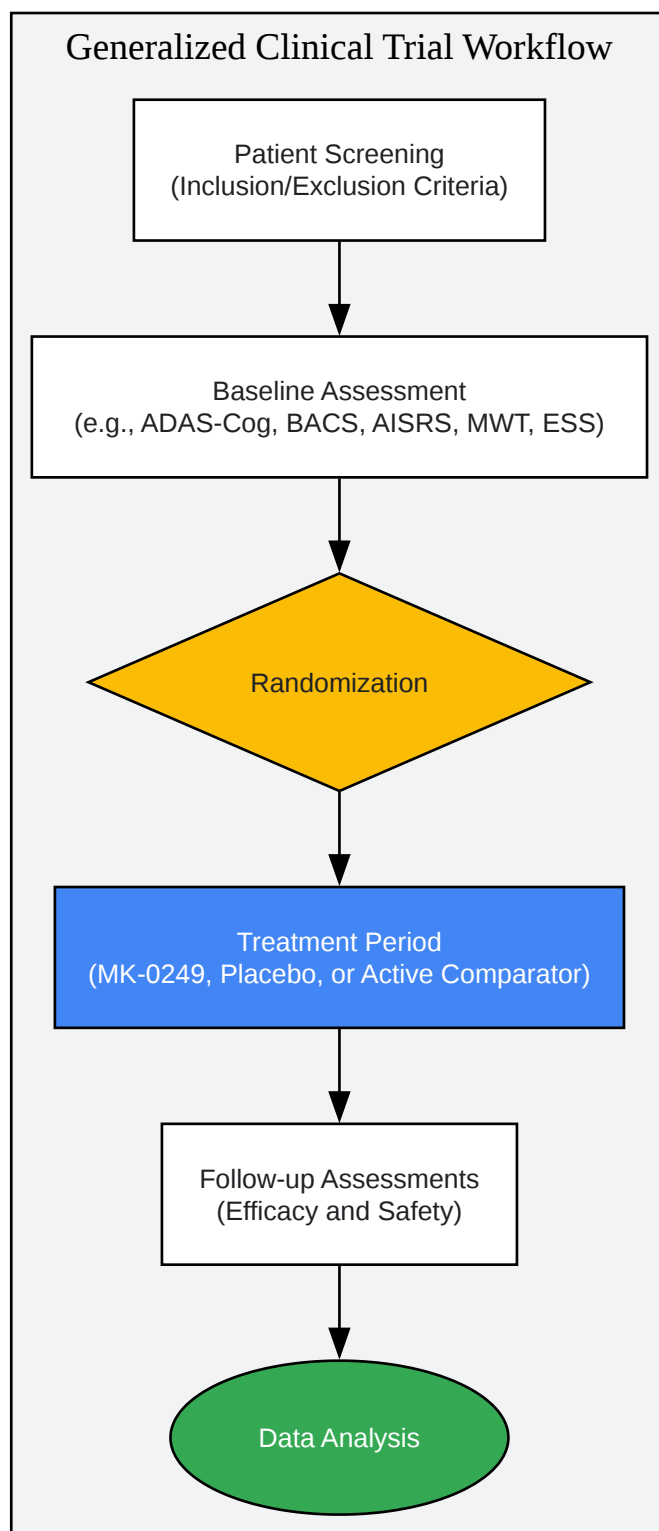 Generalized Clinical Trial Workflow
Patient Screening
(Inclusion/Exclusion Criteria)
Baseline Assessment
(e.g., ADAS-Cog, BACS, AISRS, MWT, ESS)
Randomization
Treatment Period
(MK-0249, Placebo, or Active Comparator)
Follow-up Assessments
(Efficacy and Safety)
Data Analysis